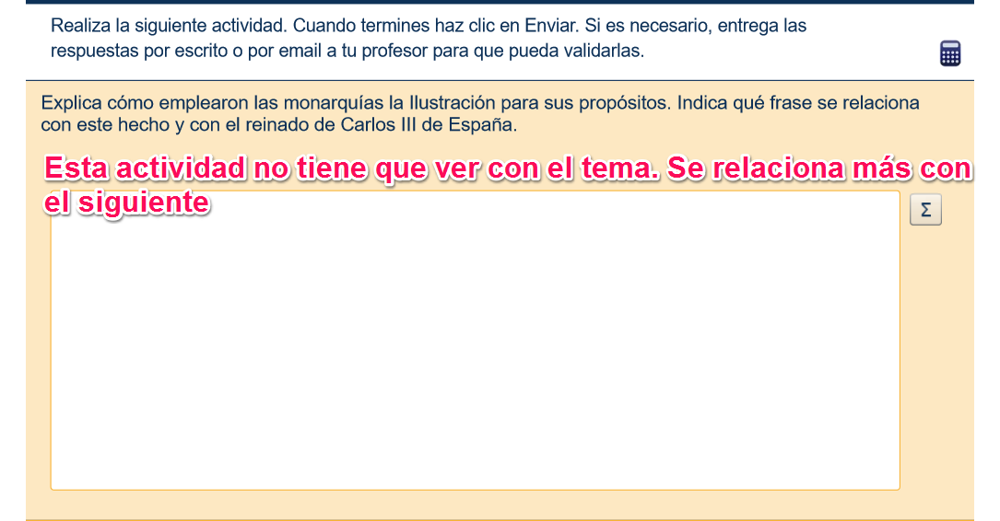 Realiza la siguiente actividad. Cuando termines haz clic en Enviar. Si es necesario, entrega las
respuestas por escrito o por email a tu profesor para que pueda validarlas.
Explica cómo emplearon las monarquías la Ilustración para sus propósitos. Indica qué frase se relaciona
con este hecho y con el reinado de Carlos III de España.
Esta actividad no tiene que ver con el tema. Se relaciona más con
el siguiente
Σ